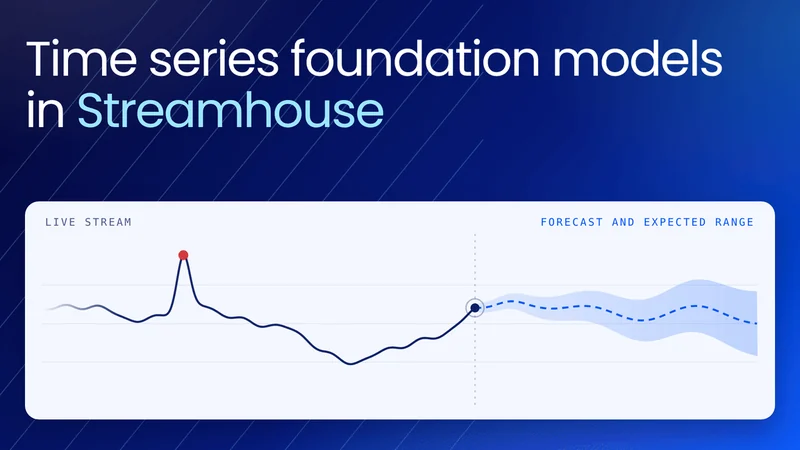 Time series foundation models
in Streamhouse
LIVE STREAM
FORECAST AND EXPECTED RANGE